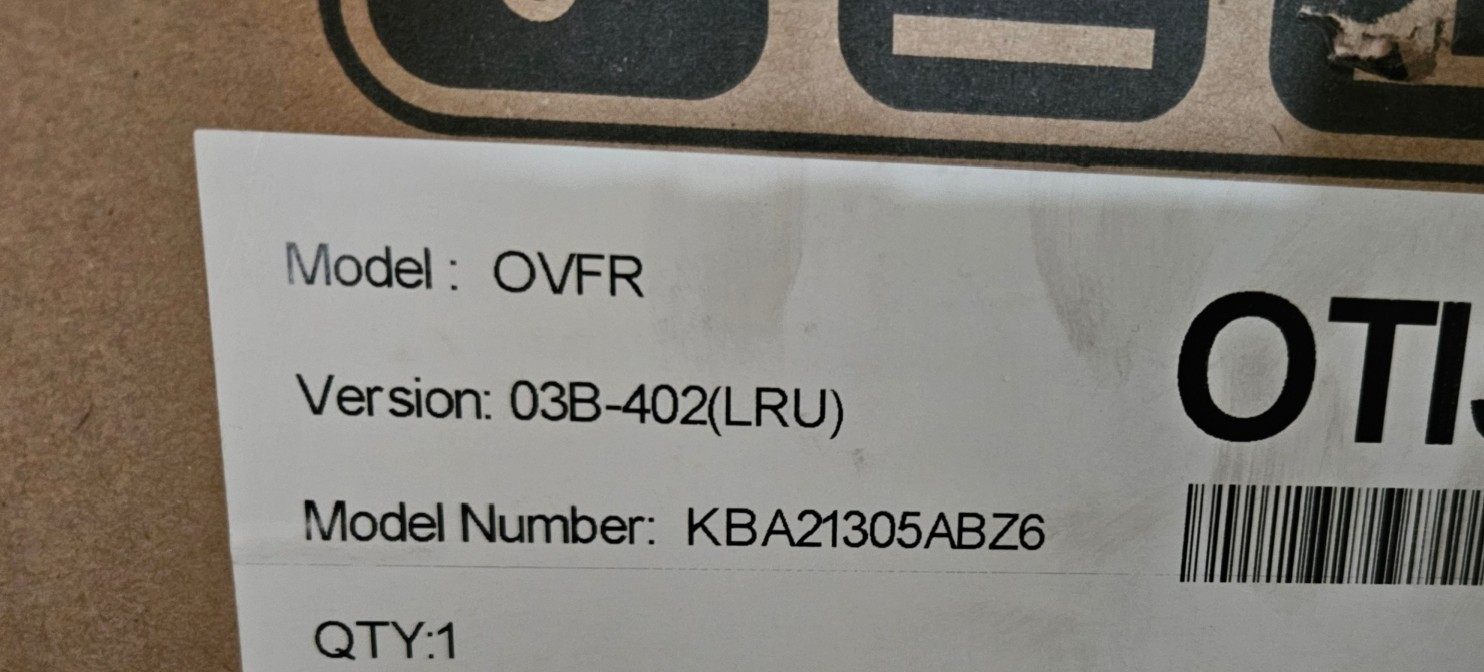 Model : OVFR
Version: 03B-402(LRU)
Model Number: KBA21305ABZ6
QTY:1